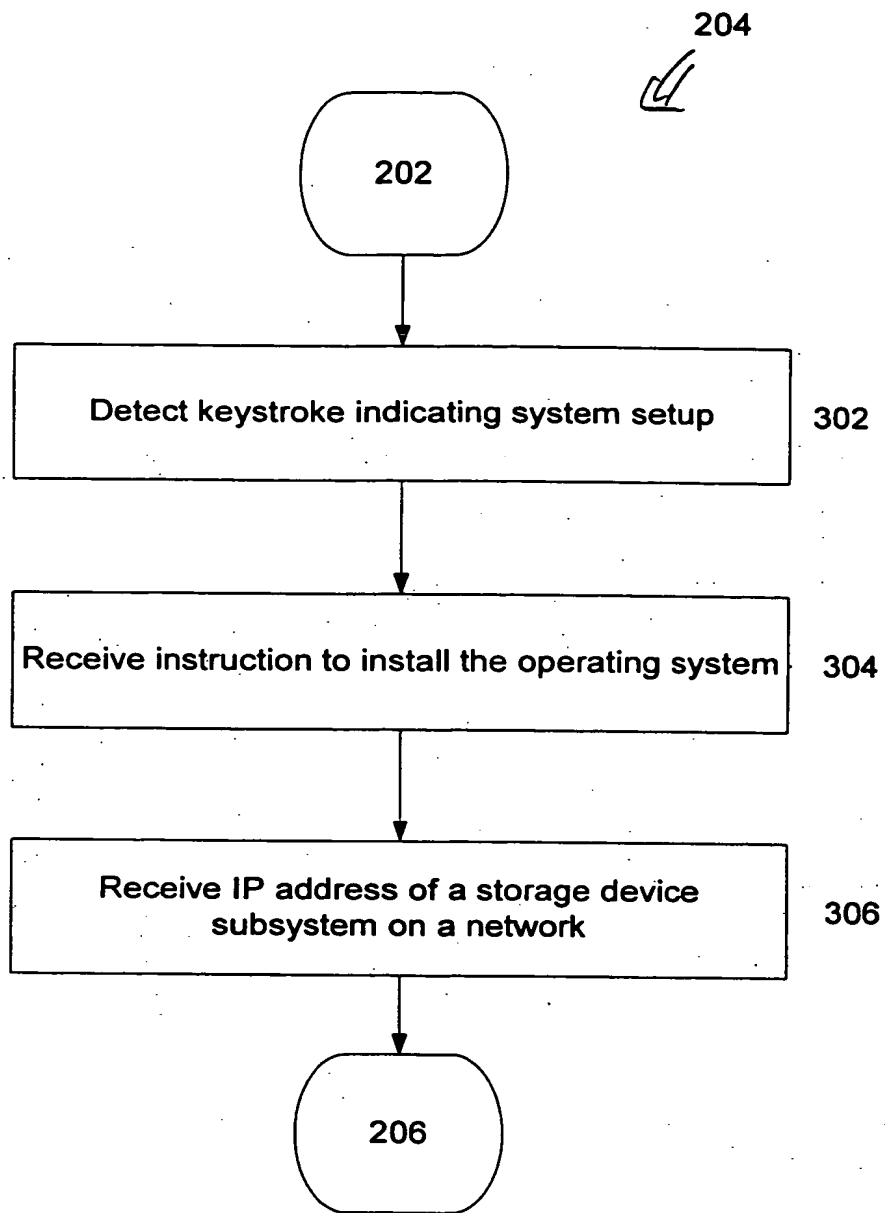 204
202
Detect keystroke indicating system setup
302
Receive instruction to install the operating system
304
Receive IP address of a storage device
subsystem on a network
306
206